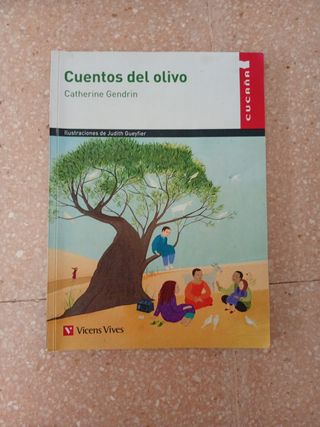 CUCAÑA
Cuentos del olivo
Catherine Gendrin
Ilustraciones de Judith Gueyfier
Vicens Vives